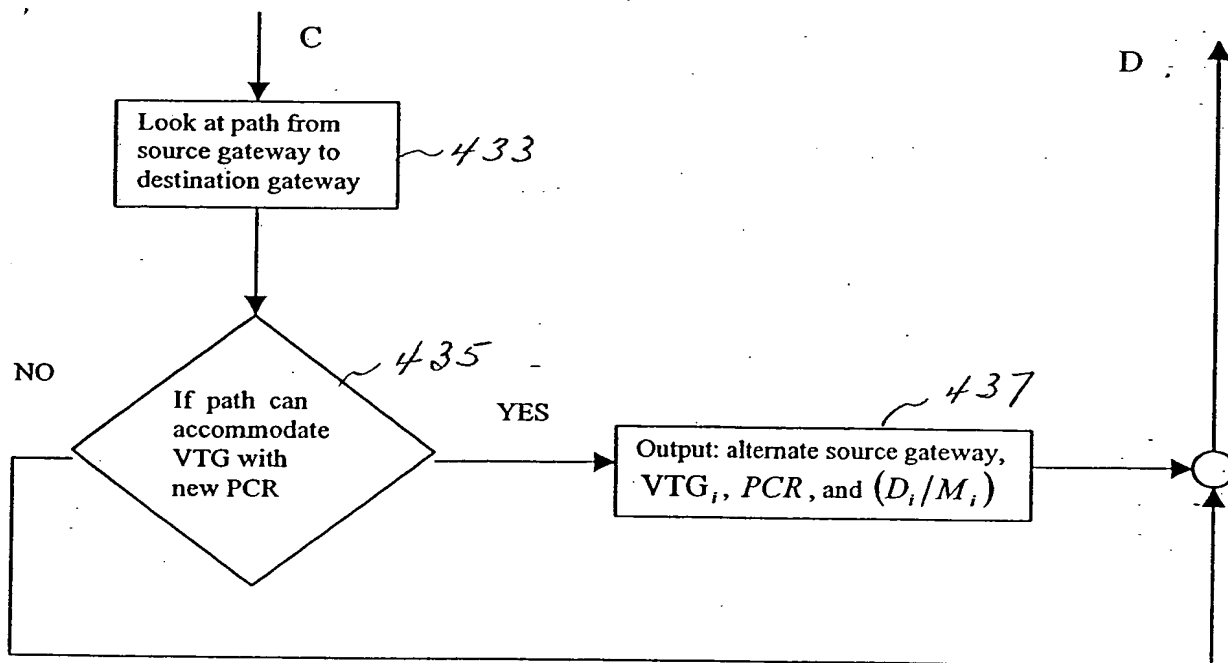 C
D
Look at path from
source gateway to
destination gateway
433
435
NO
If path can
accommodate
VTG with
new PCR
YES
437
Output: alternate source gateway,
VTG_i, PCR, and (D_i/M_i)